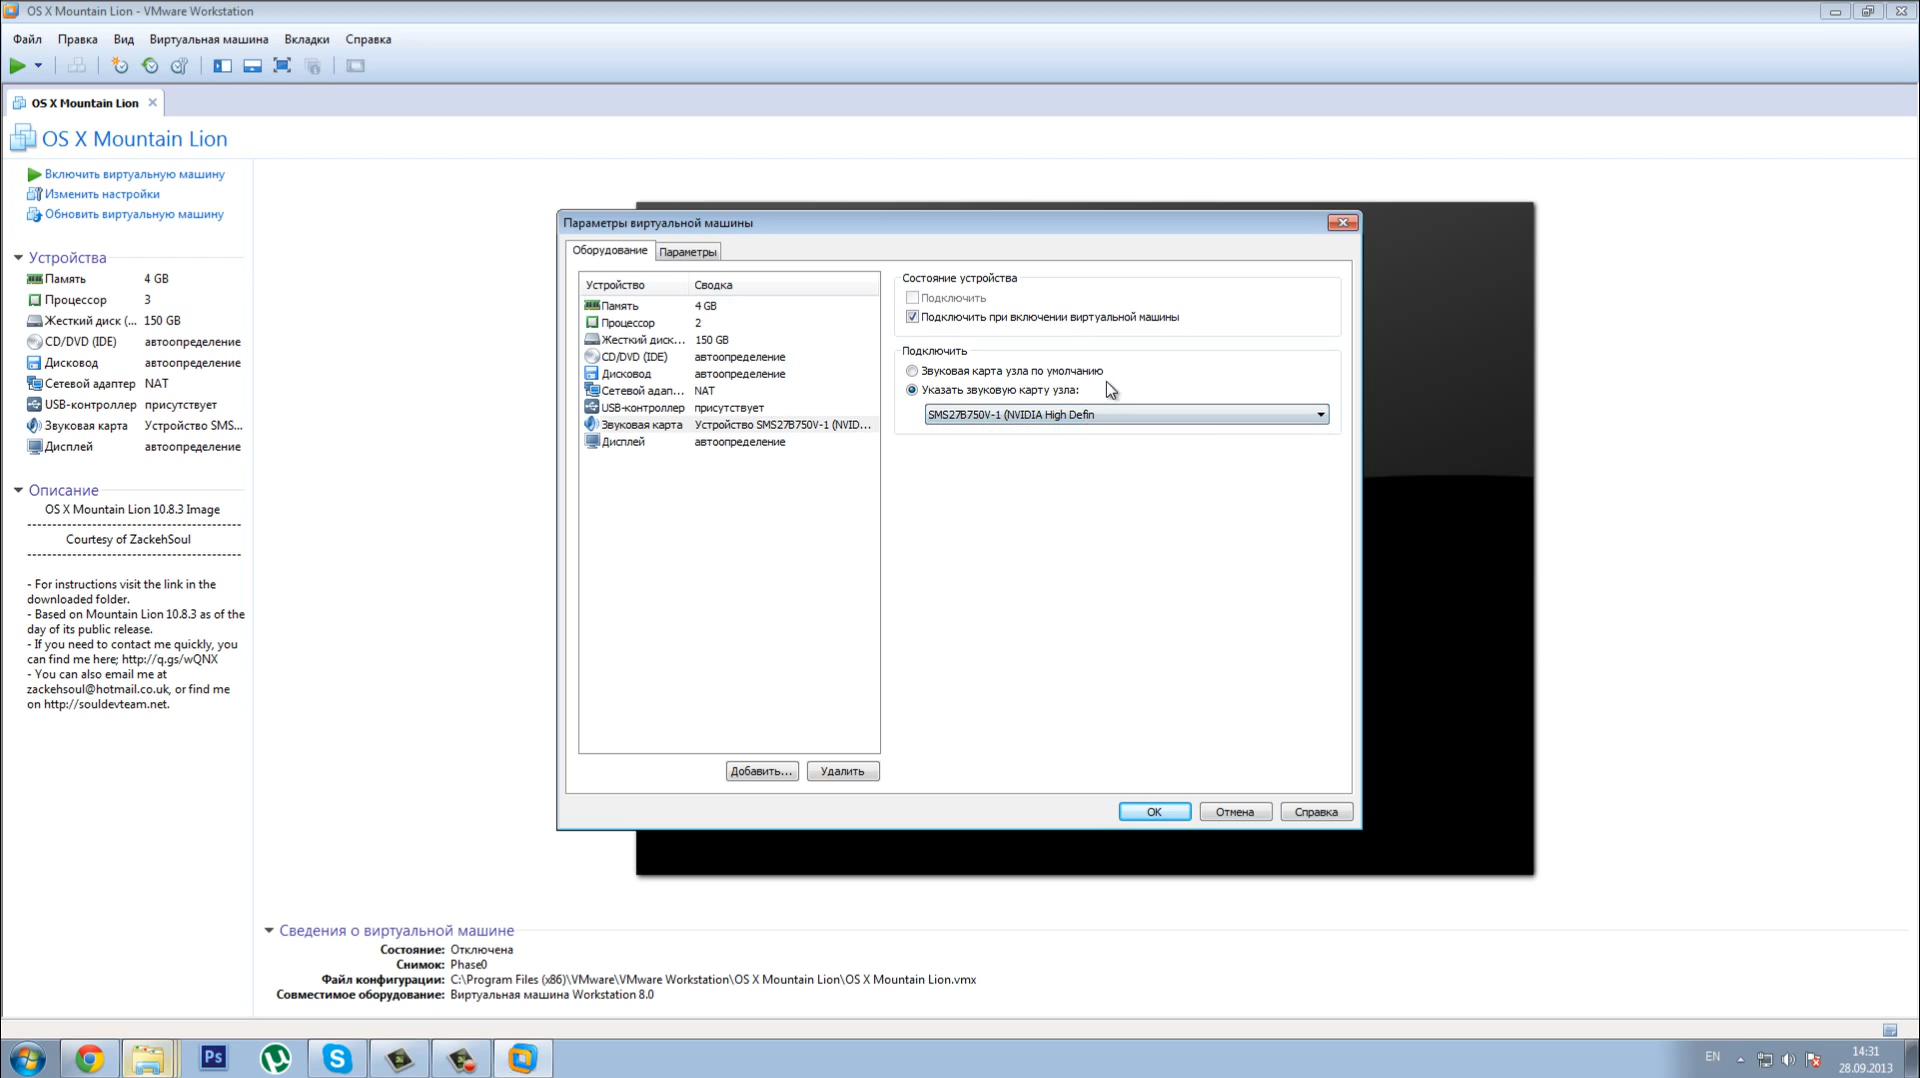 OS X Mountain Lion - VMware Workstation
Файл Правка Вид Виртуальная машина Вкладки Справка
OS X Mountain Lion
OS X Mountain Lion
Включить виртуальную машину
Изменить настройки
Обновить виртуальную машину
Устройства
Память 4 GB
Процессор 3
Жесткий диск (... 150 GB
CD/DVD (IDE) автоопределение
Дисковод автоопределение
Сетевой адаптер NAT
USB-контроллер присутствует
Звуковая карта Устройство SMS...
Дисплей автоопределение
Описание
OS X Mountain Lion 10.8.3 Image
----------------------------------------
Courtesy of ZackehSoul
----------------------------------------
- For instructions visit the link in the
downloaded folder.
- Based on Mountain Lion 10.8.3 as of the
day of its public release.
- If you need to contact me quickly, you
can find me here; http://q.gs/wQNX
- You can also email me at
zackehsoul@hotmail.co.uk, or find me
on http://souldevteam.net.
Параметры виртуальной машины
Оборудование Параметры
Устройство Сводка
Память 4 GB
Процессор 2
Жесткий диск... 150 GB
CD/DVD (IDE) автоопределение
Дисковод автоопределение
Сетевой адап... NAT
USB-контроллер присутствует
Звуковая карта Устройство SMS27B750V-1 (NVID...
Дисплей автоопределение
Добавить... Удалить
Состояние устройства
Подключить
Подключить при включении виртуальной машины
Подключить
Звуковая карта узла по умолчанию
Указать звуковую карту узла:
SMS27B750V-1 (NVIDIA High Defin
OK Отмена Справка
Сведения о виртуальной машине
Состояние: Отключена
Снимок: Phase0
Файл конфигурации: C:\Program Files (x86)\VMware\VMware Workstation\OS X Mountain Lion\OS X Mountain Lion.vmx
Совместимое оборудование: Виртуальная машина Workstation 8.0
Ps
EN
14:31
28.09.2013